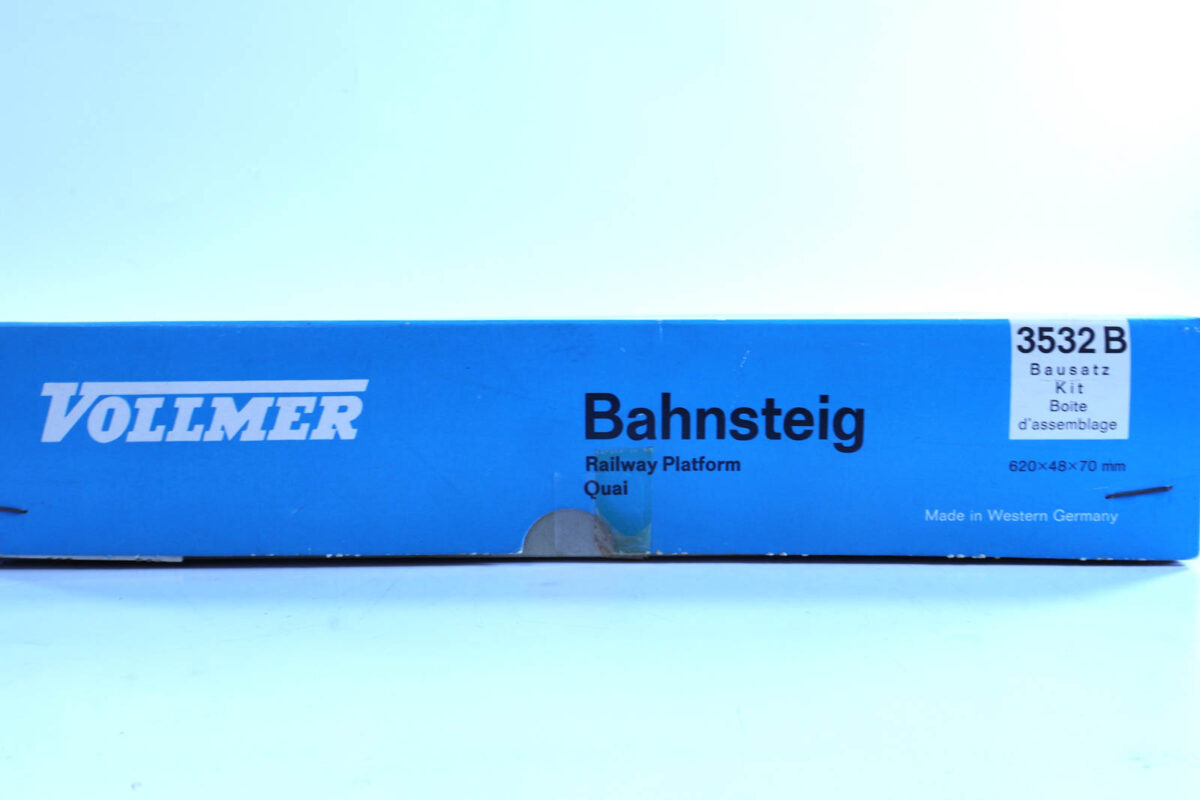 VOLLMER
Bahnsteig
Railway Platform
Quai
3532 B
Bausatz
Kit
Boite
d'assemblage
620×48×70 mm
Made in Western Germany